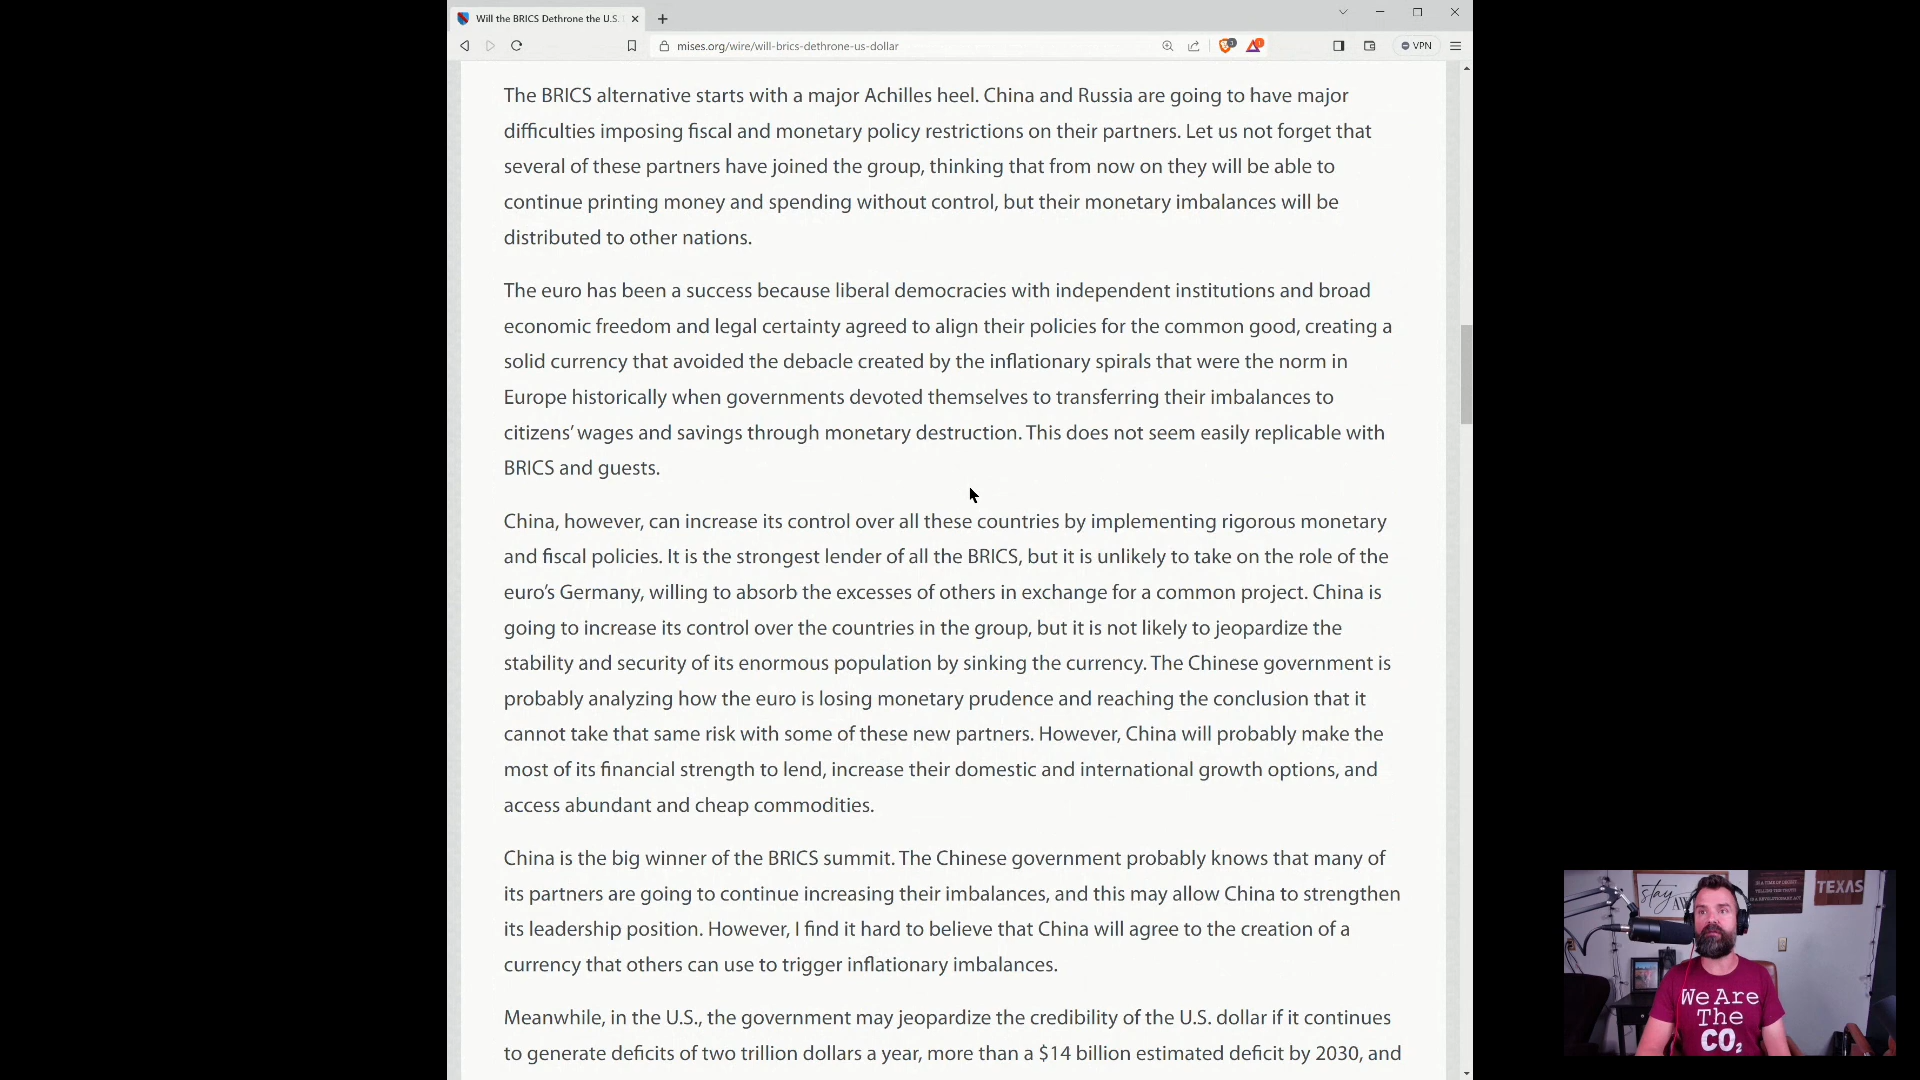 Will the BRICS Dethrone the U.S.
mises.org/wire/will-brics-dethrone-us-dollar
VPN
The BRICS alternative starts with a major Achilles heel. China and Russia are going to have major
difficulties imposing fiscal and monetary policy restrictions on their partners. Let us not forget that
several of these partners have joined the group, thinking that from now on they will be able to
continue printing money and spending without control, but their monetary imbalances will be
distributed to other nations.
The euro has been a success because liberal democracies with independent institutions and broad
economic freedom and legal certainty agreed to align their policies for the common good, creating a
solid currency that avoided the debacle created by the inflationary spirals that were the norm in
Europe historically when governments devoted themselves to transferring their imbalances to
citizens’ wages and savings through monetary destruction. This does not seem easily replicable with
BRICS and guests.
China, however, can increase its control over all these countries by implementing rigorous monetary
and fiscal policies. It is the strongest lender of all the BRICS, but it is unlikely to take on the role of the
euro’s Germany, willing to absorb the excesses of others in exchange for a common project. China is
going to increase its control over the countries in the group, but it is not likely to jeopardize the
stability and security of its enormous population by sinking the currency. The Chinese government is
probably analyzing how the euro is losing monetary prudence and reaching the conclusion that it
cannot take that same risk with some of these new partners. However, China will probably make the
most of its financial strength to lend, increase their domestic and international growth options, and
access abundant and cheap commodities.
China is the big winner of the BRICS summit. The Chinese government probably knows that many of
its partners are going to continue increasing their imbalances, and this may allow China to strengthen
its leadership position. However, I find it hard to believe that China will agree to the creation of a
currency that others can use to trigger inflationary imbalances.
Meanwhile, in the U.S., the government may jeopardize the credibility of the U.S. dollar if it continues
to generate deficits of two trillion dollars a year, more than a $14 billion estimated deficit by 2030, and
stay
TEXAS
We Are
The
CO₂